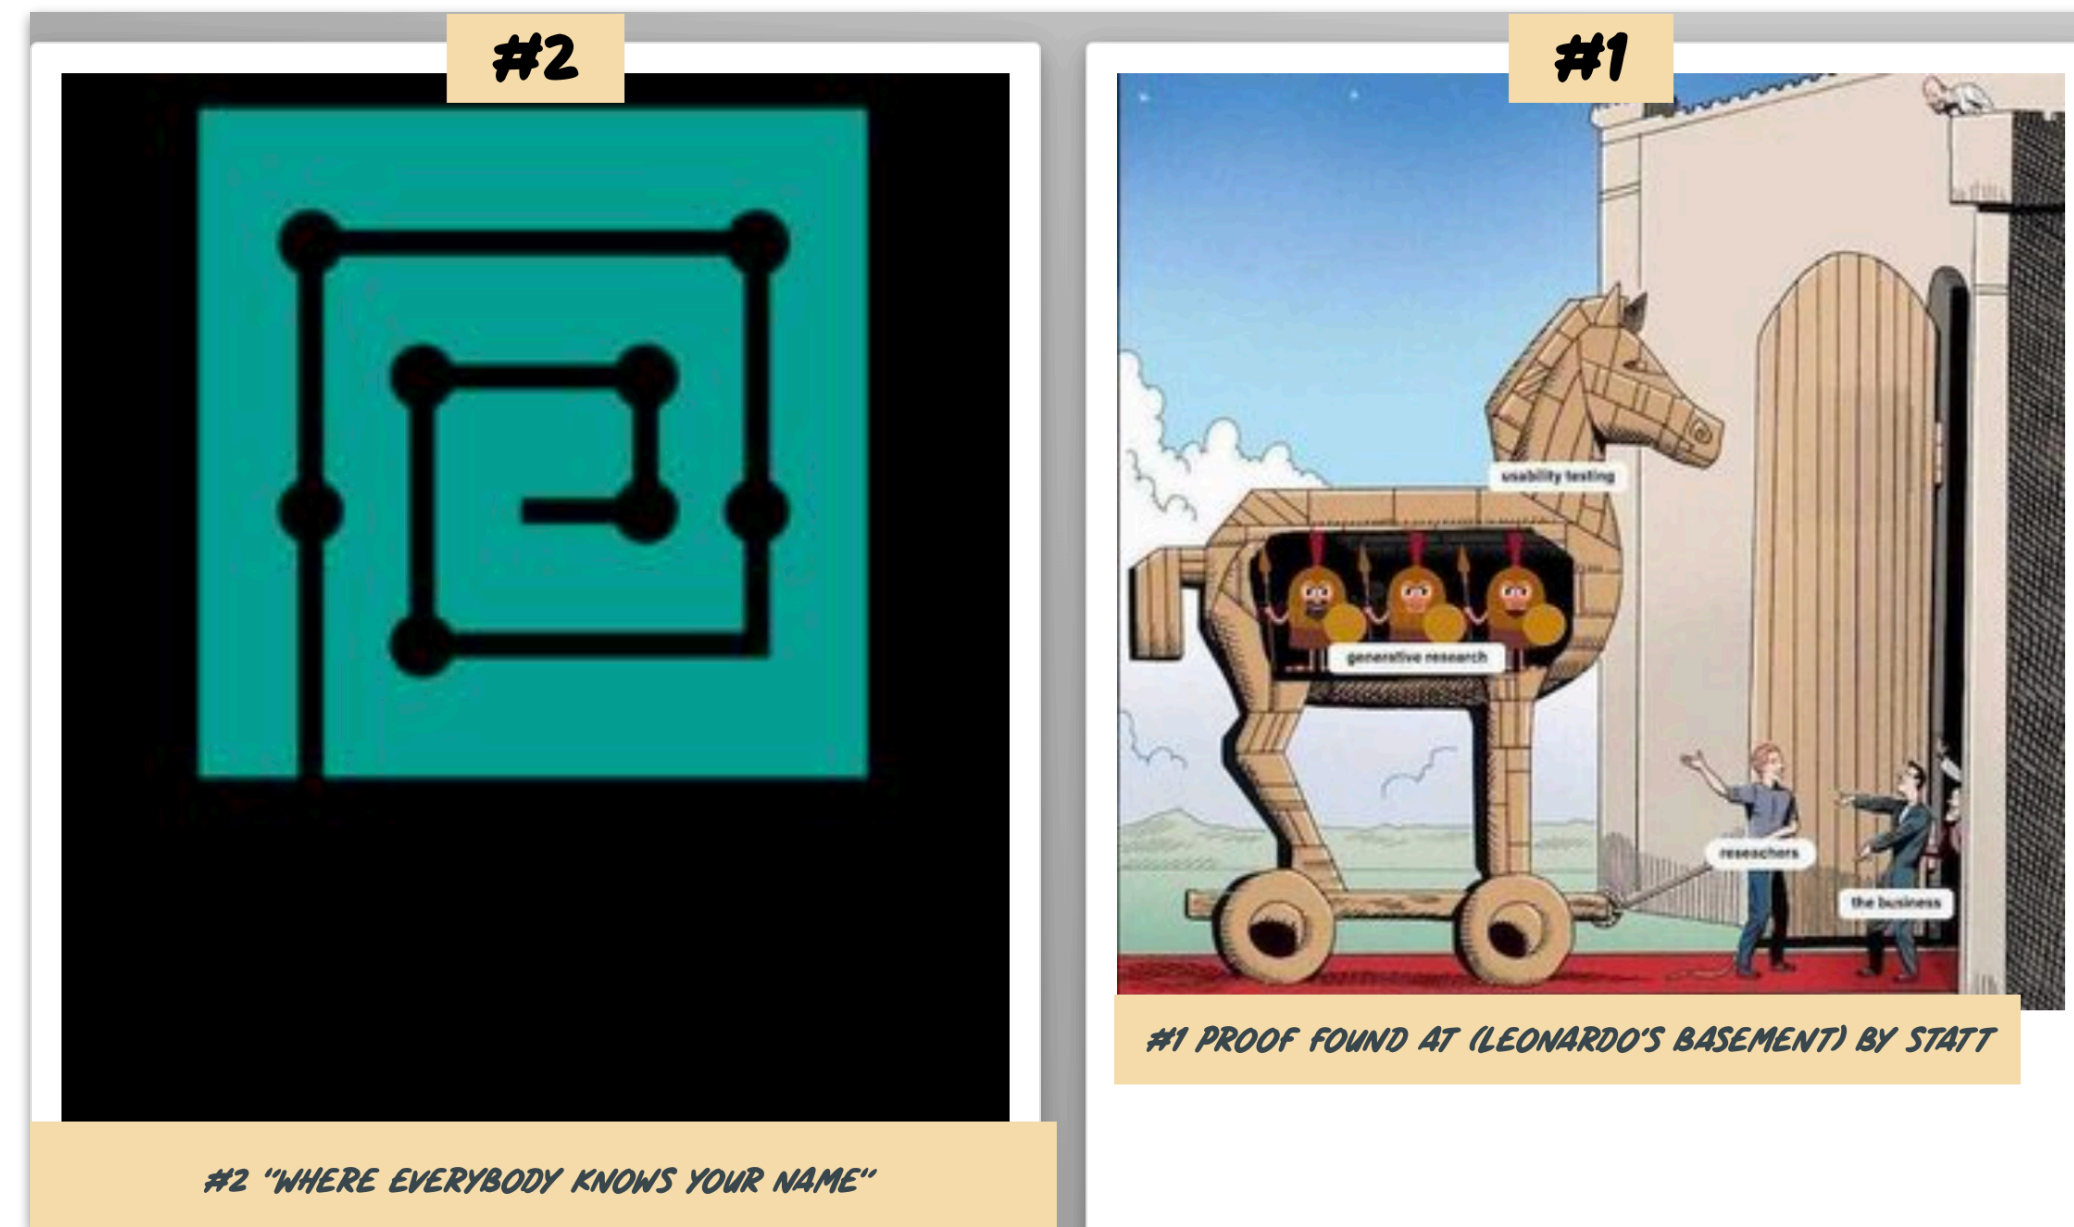 #2
#2 "WHERE EVERYBODY KNOWS YOUR NAME"
#1
usability testing
generative research
reseachers
the business
#1 PROOF FOUND AT (LEONARDO'S BASEMENT) BY STATT